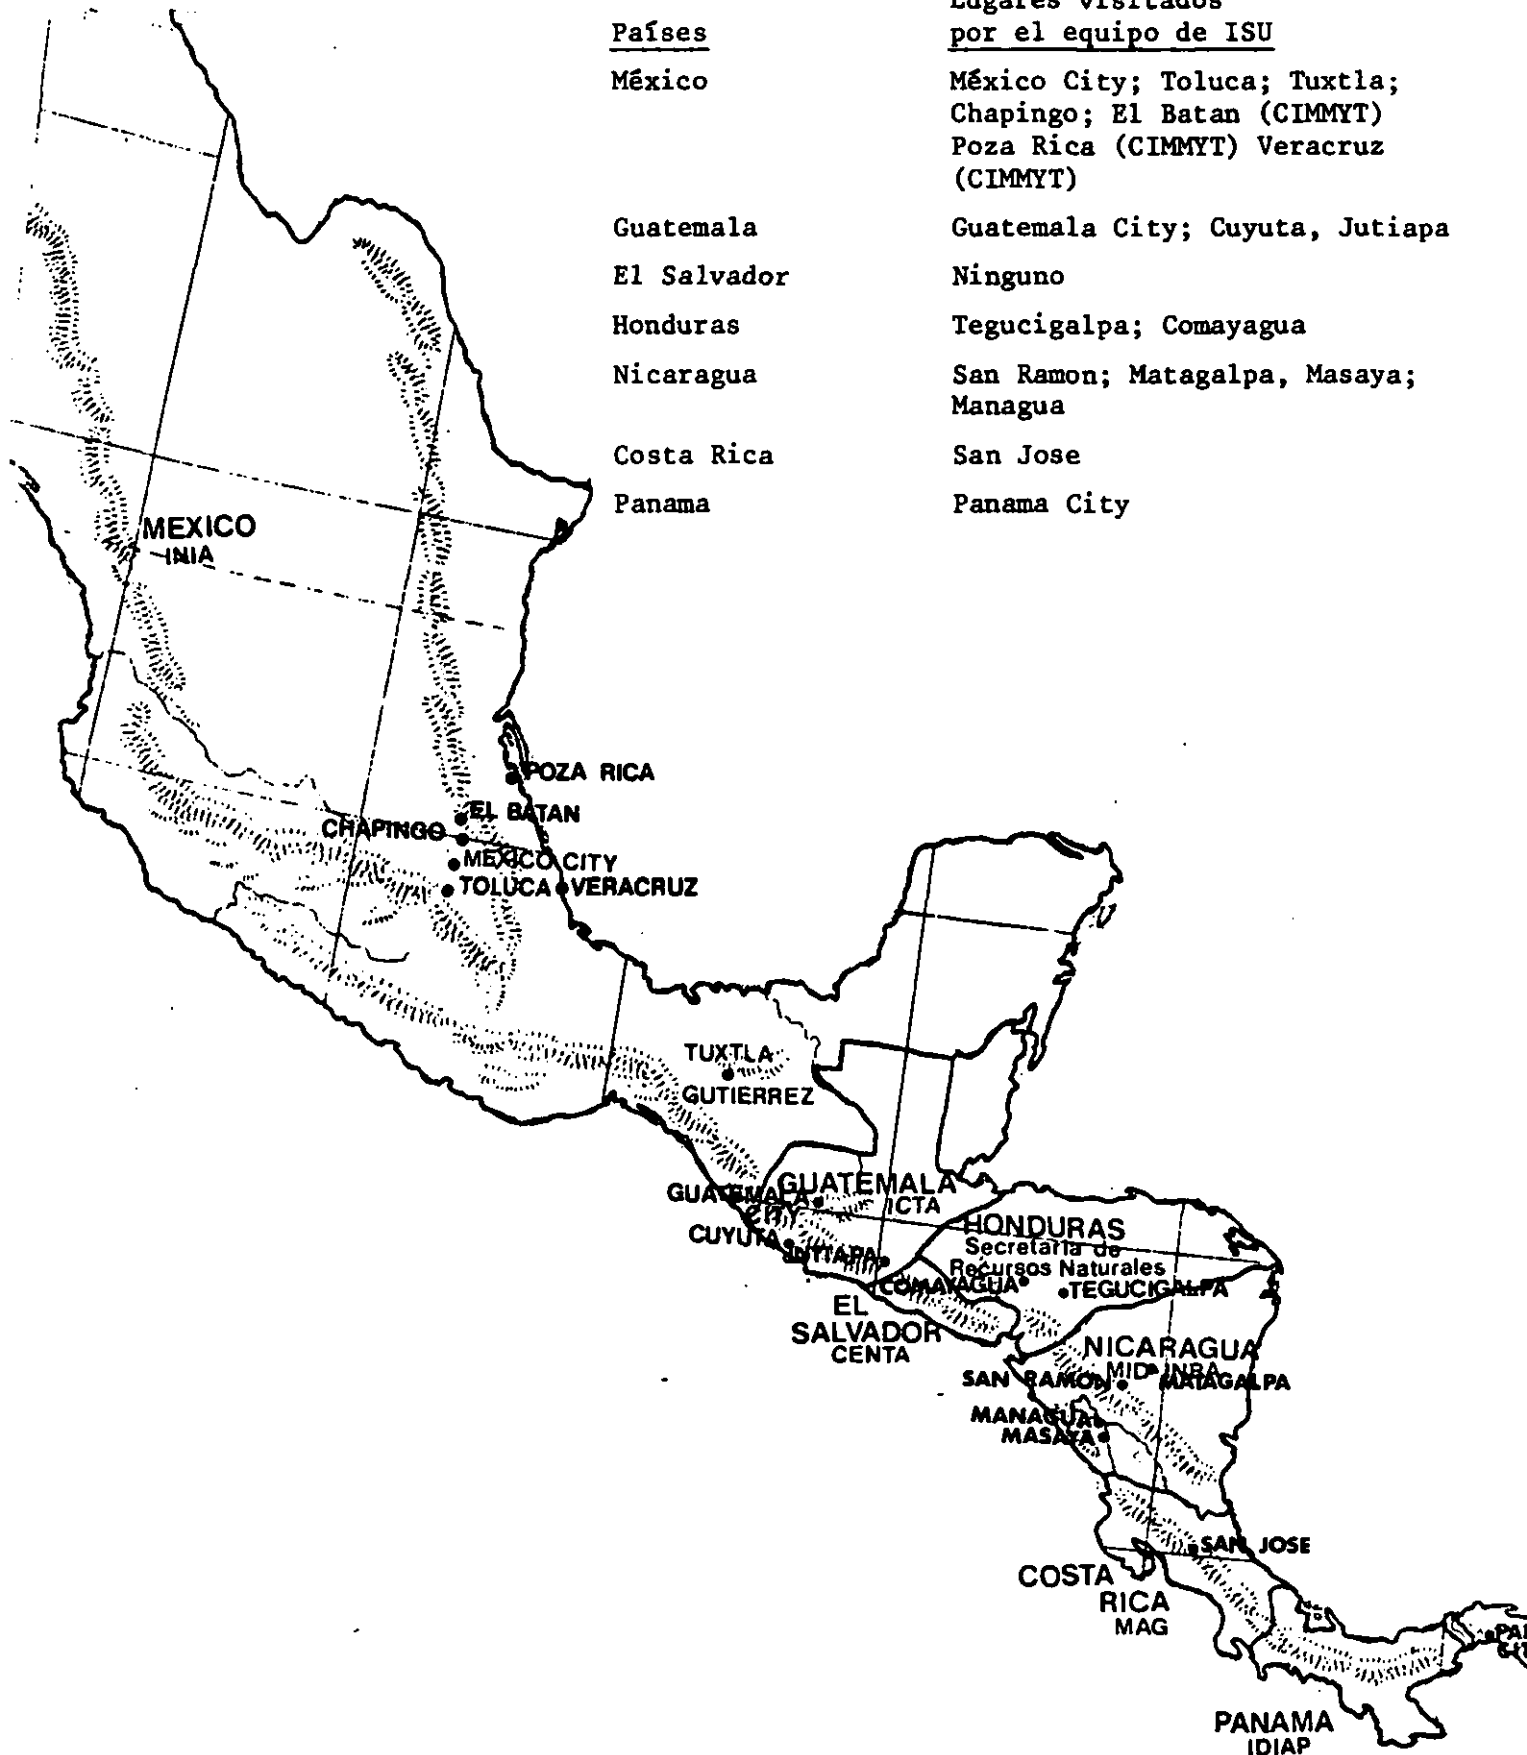 Lugares visitados
Países por el equipo de ISU
México México City; Toluca; Tuxtla;
Chapingo; El Batan (CIMMYT)
Poza Rica (CIMMYT) Veracruz
(CIMMYT)
Guatemala Guatemala City; Cuyuta, Jutiapa
El Salvador Ninguno
Honduras Tegucigalpa; Comayagua
Nicaragua San Ramon; Matagalpa, Masaya;
Managua
Costa Rica San Jose
Panama Panama City
MEXICO
INIA
POZA RICA
EL BATAN
CHAPINGO
MEXICO CITY
TOLUCA
VERACRUZ
TUXTLA
GUTIERREZ
GUATEMALA
ICTA
GUATEMALA
CITY
CUYUTA
JUTIAPA
HONDURAS
Secretaria de
Recursos Naturales
COMAYAGUA
TEGUCIGALPA
EL
SALVADOR
CENTA
NICARAGUA
MIDINRA
SAN RAMON
MATAGALPA
MANAGUA
MASAYA
SAN JOSE
COSTA
RICA
MAG
PANAMA
IDIAP